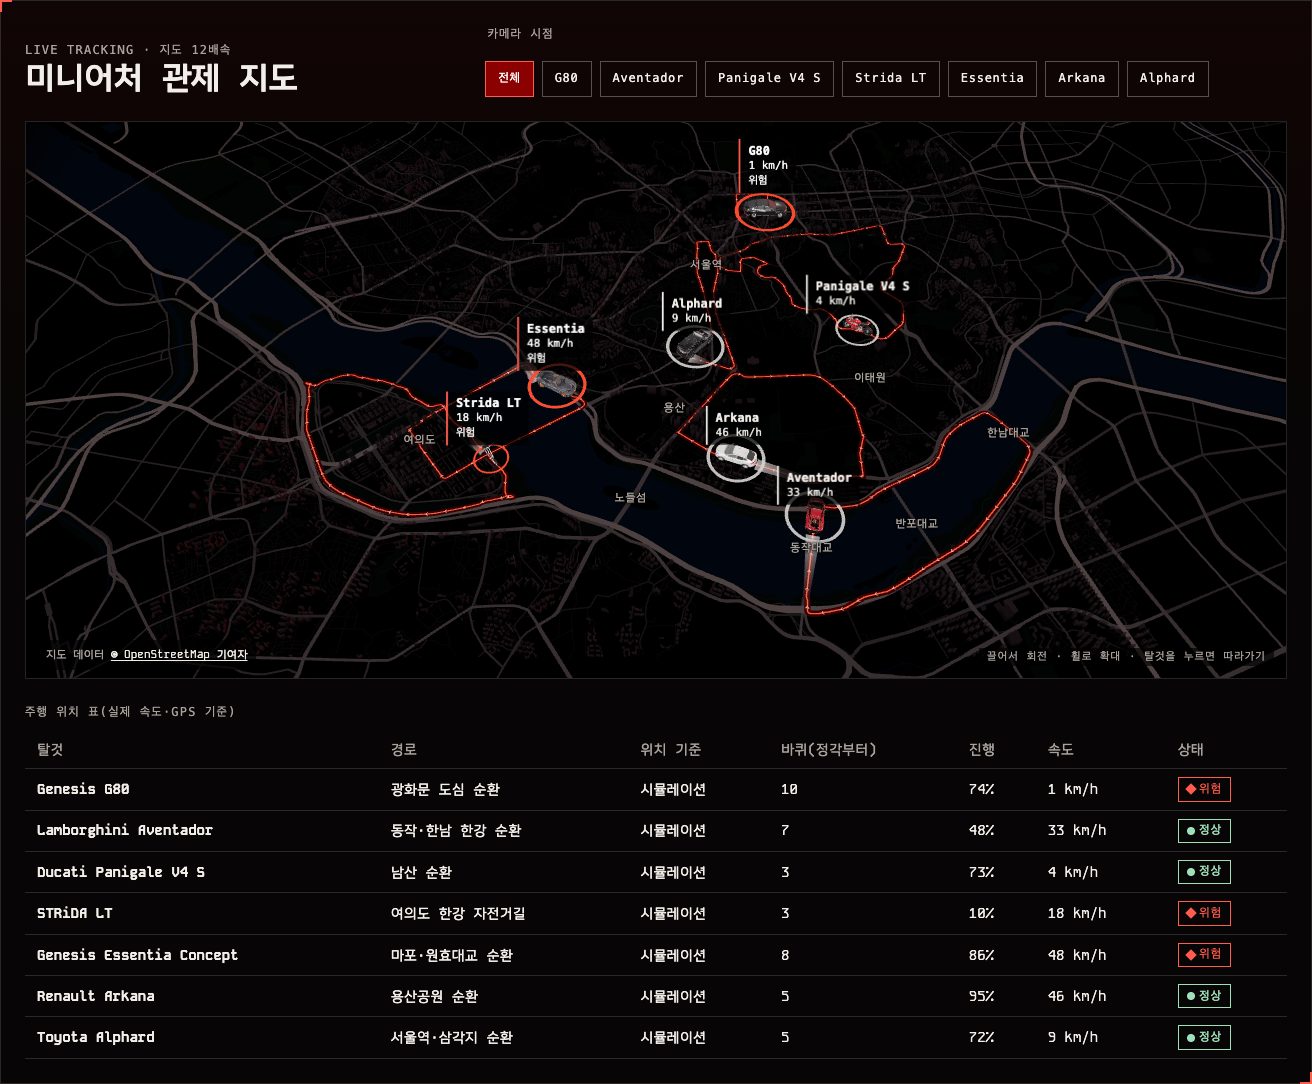 LIVE TRACKING · 지도 12배속
미니어처 관제 지도
카메라 시점
전체 G80 Aventador Panigale V4 S Strida LT Essentia Arkana Alphard
G80
1 km/h
위험
서울역
Panigale V4 S
4 km/h
Alphard
9 km/h
Essentia
48 km/h
위험
이태원
Strida LT
18 km/h
위험
용산
Arkana
46 km/h
여의도
한남대교
Aventador
33 km/h
노들섬
반포대교
동작대교
지도 데이터 © OpenStreetMap 기여자
끌어서 회전 · 휠로 확대 · 탈것을 누르면 따라가기
주행 위치 표(실제 속도·GPS 기준)
탈것 경로 위치 기준 바퀴(정각부터) 진행 속도 상태
Genesis G80 광화문 도심 순환 시뮬레이션 10 74% 1 km/h 위험
Lamborghini Aventador 동작·한남 한강 순환 시뮬레이션 7 48% 33 km/h 정상
Ducati Panigale V4 S 남산 순환 시뮬레이션 3 73% 4 km/h 정상
STRiDA LT 여의도 한강 자전거길 시뮬레이션 3 10% 18 km/h 위험
Genesis Essentia Concept 마포·원효대교 순환 시뮬레이션 8 86% 48 km/h 위험
Renault Arkana 용산공원 순환 시뮬레이션 5 95% 46 km/h 정상
Toyota Alphard 서울역·삼각지 순환 시뮬레이션 5 72% 9 km/h 정상